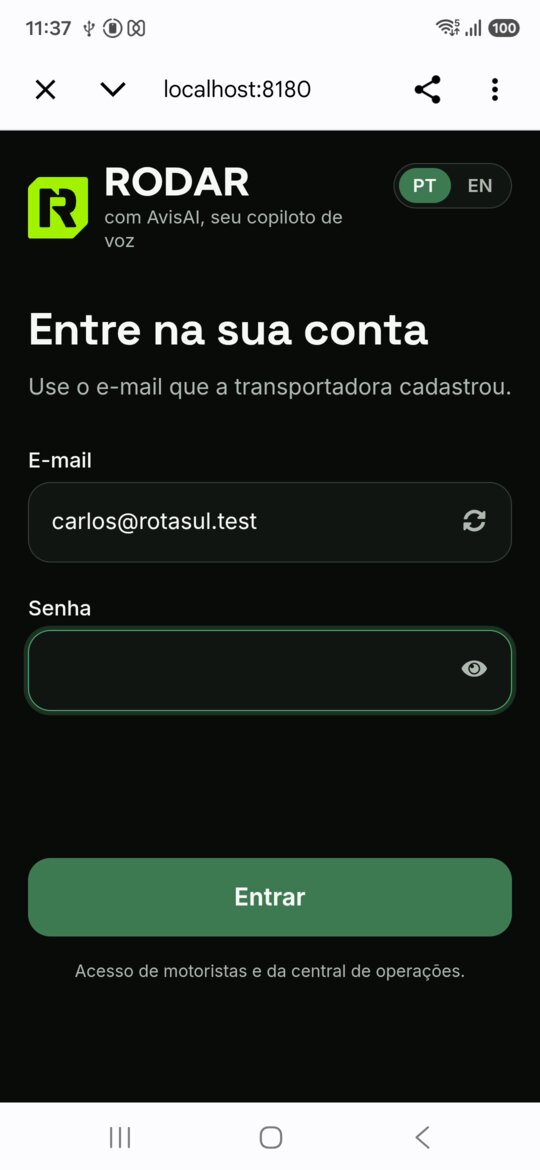 11:37
5
100
localhost:8180
RODAR
com AvisAI, seu copiloto de
voz
PT
EN
Entre na sua conta
Use o e-mail que a transportadora cadastrou.
E-mail
carlos@rotasul.test
Senha
Entrar
Acesso de motoristas e da central de operações.